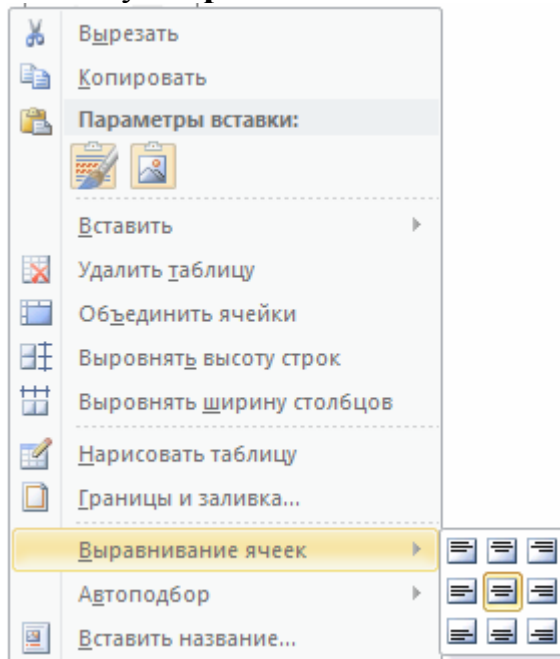 Вырезать
Копировать
Параметры вставки:
Вставить
Удалить таблицу
Объединить ячейки
Выровнять высоту строк
Выровнять ширину столбцов
Нарисовать таблицу
Границы и заливка...
Выравнивание ячеек
Автоподбор
Вставить название...